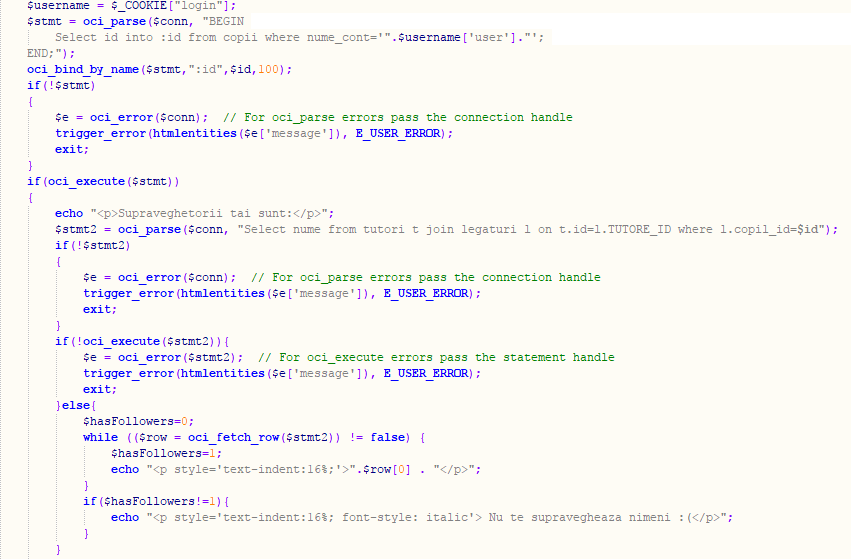 $username = $_COOKIE["login"];
$stmt = oci_parse($conn, "BEGIN
    Select id into :id from copii where nume_cont='".$username['user']."';
END;");
oci_bind_by_name($stmt,":id",$id,100);
if(!$stmt)
{
    $e = oci_error($conn);  // For oci_parse errors pass the connection handle
    trigger_error(htmlentities($e['message']), E_USER_ERROR);
    exit;
}
if(oci_execute($stmt))
{
    echo "<p>Supraveghetorii tai sunt:</p>";
    $stmt2 = oci_parse($conn, "Select nume from tutori t join legaturi l on t.id=l.TUTORE_ID where l.copil_id=$id");
    if(!$stmt2)
    {
        $e = oci_error($conn);  // For oci_parse errors pass the connection handle
        trigger_error(htmlentities($e['message']), E_USER_ERROR);
        exit;
    }
    if(!oci_execute($stmt2)){
        $e = oci_error($stmt2);  // For oci_execute errors pass the statement handle
        trigger_error(htmlentities($e['message']), E_USER_ERROR);
        exit;
    }else{
        $hasFollowers=0;
        while (($row = oci_fetch_row($stmt2)) != false) {
            $hasFollowers=1;
            echo "<p style='text-indent:16%;'>".$row[0] . "</p>";
        }
        if($hasFollowers!=1){
            echo "<p style='text-indent:16%; font-style: italic'> Nu te supravegheaza nimeni :(</p>";
        }
    }